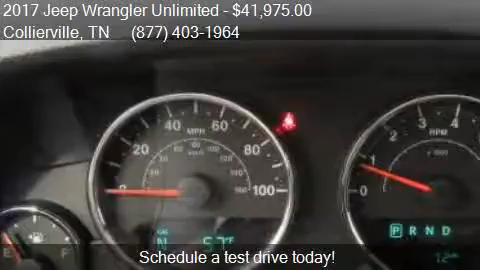 2017 Jeep Wrangler Unlimited - $41,975.00
Collierville, TN (877) 403-1964
20 40 60 80 100
MPH
0 1 2 3 4
RPM
57°F
P R N D
E F
Schedule a test drive today!